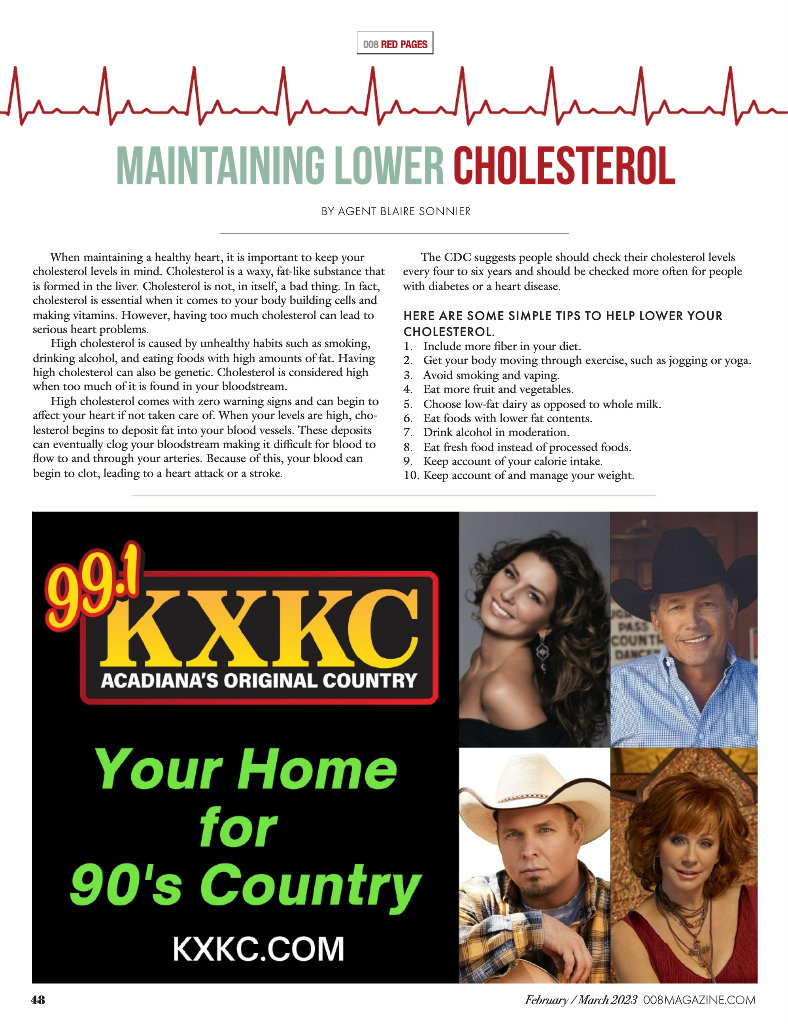 008 RED PAGES
MAINTAINING LOWER CHOLESTEROL
BY AGENT BLAIRE SONNIER
When maintaining a healthy heart, it is important to keep your
cholesterol levels in mind. Cholesterol is a waxy, fat-like substance that
is formed in the liver. Cholesterol is not, in itself, a bad thing. In fact,
cholesterol is essential when it comes to your body building cells and
making vitamins. However, having too much cholesterol can lead to
serious heart problems.
High cholesterol is caused by unhealthy habits such as smoking,
drinking alcohol, and eating foods with high amounts of fat. Having
high cholesterol can also be genetic. Cholesterol is considered high
when too much of it is found in your bloodstream.
High cholesterol comes with zero warning signs and can begin to
affect your heart if not taken care of. When your levels are high, cho-
lesterol begins to deposit fat into your blood vessels. These deposits
can eventually clog your bloodstream making it difficult for blood to
flow to and through your arteries. Because of this, your blood can
begin to clot, leading to a heart attack or a stroke.
The CDC suggests people should check their cholesterol levels
every four to six years and should be checked more often for people
with diabetes or a heart disease.
HERE ARE SOME SIMPLE TIPS TO HELP LOWER YOUR
CHOLESTEROL.
1. Include more fiber in your diet.
2. Get your body moving through exercise, such as jogging or yoga.
3. Avoid smoking and vaping.
4. Eat more fruit and vegetables.
5. Choose low-fat dairy as opposed to whole milk.
6. Eat foods with lower fat contents.
7. Drink alcohol in moderation.
8. Eat fresh food instead of processed foods.
9. Keep account of your calorie intake.
10. Keep account of and manage your weight.
99.1
KXKC
ACADIANA'S ORIGINAL COUNTRY
Your Home
for
90's Country
KXKC.COM
PASS
COUNT
DANCE
48
February / March 2023 008MAGAZINE.COM